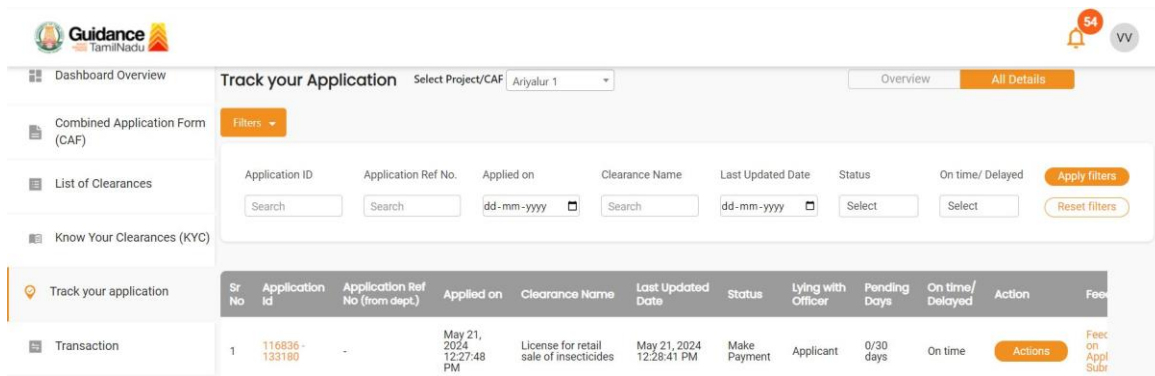 Guidance
TamilNadu
54
VV
Dashboard Overview
Track your Application
Select Project/CAF
Ariyalur 1
Overview
All Details
Combined Application Form
(CAF)
Filters
List of Clearances
Application ID
Application Ref No.
Applied on
Clearance Name
Last Updated Date
Status
On time/ Delayed
Apply filters
Search
Search
dd-mm-yyyy
Search
dd-mm-yyyy
Select
Select
Reset filters
Know Your Clearances (KYC)
Track your application
Sr
No
Application
Id
Application Ref
No (from dept.)
Applied on
Clearance Name
Last Updated
Date
Status
Lying with
Officer
Pending
Days
On time/
Delayed
Action
Feed
Transaction
1
116836 -
133180
-
May 21,
2024
12:27:48
PM
License for retail
sale of insecticides
May 21, 2024
12:28:41 PM
Make
Payment
Applicant
0/30
days
On time
Actions
Feed
on
Appl
Subr